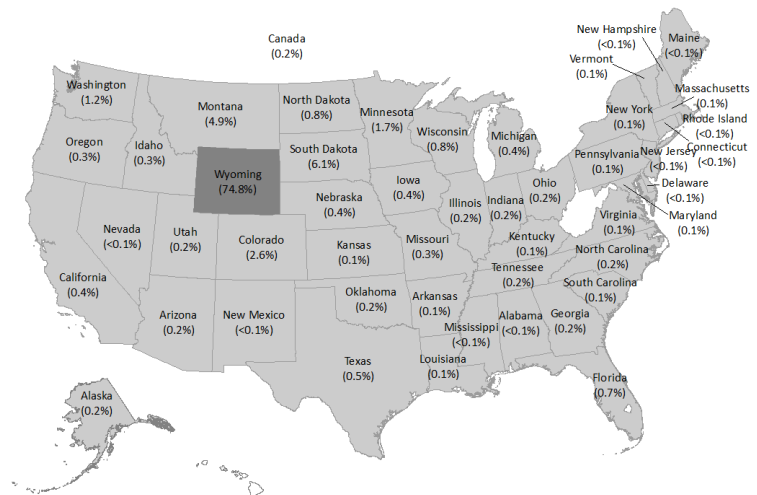 Canada
(0.2%)
New Hampshire
(<0.1%)
Maine
(<0.1%)
Vermont
(0.1%)
Washington
(1.2%)
Montana
(4.9%)
North Dakota
(0.8%)
Minnesota
(1.7%)
Massachusetts
(0.1%)
New York
(0.1%)
Rhode Island
(<0.1%)
Oregon
(0.3%)
Idaho
(0.3%)
South Dakota
(6.1%)
Wisconsin
(0.8%)
Michigan
(0.4%)
Connecticut
(<0.1%)
Pennsylvania
(0.1%)
New Jersey
(<0.1%)
Wyoming
(74.8%)
Iowa
(0.4%)
Ohio
(0.2%)
Delaware
(<0.1%)
Nebraska
(0.4%)
Illinois
(0.2%)
Indiana
(0.2%)
Maryland
(0.1%)
Nevada
(<0.1%)
Utah
(0.2%)
Colorado
(2.6%)
Kansas
(0.1%)
Missouri
(0.3%)
Kentucky
(0.1%)
Virginia
(0.1%)
North Carolina
(0.2%)
California
(0.4%)
Tennessee
(0.2%)
South Carolina
(0.1%)
Arizona
(0.2%)
New Mexico
(<0.1%)
Oklahoma
(0.2%)
Arkansas
(0.1%)
Mississippi
(<0.1%)
Alabama
(<0.1%)
Georgia
(0.2%)
Texas
(0.5%)
Louisiana
(0.1%)
Florida
(0.7%)
Alaska
(0.2%)